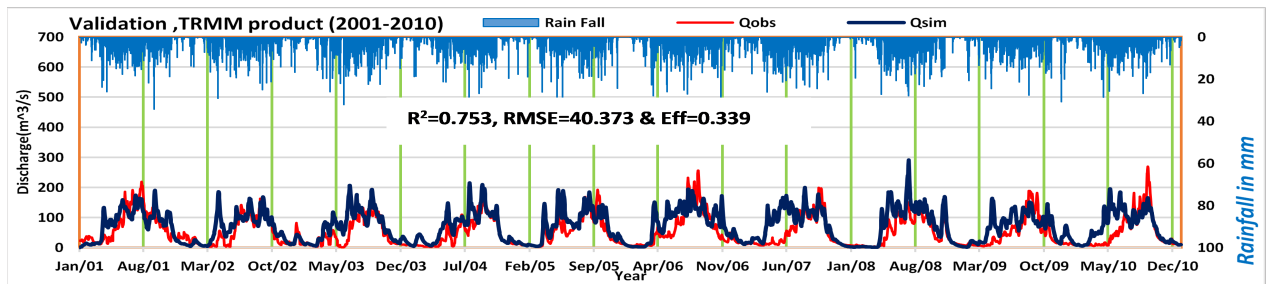 Validation ,TRMM product (2001-2010)
Rain Fall
Qobs
Qsim
700
600
500
400
300
200
100
0
Discharge(m^3/s)
0
20
40
60
80
100
Rainfall in mm
R²=0.753, RMSE=40.373 & Eff=0.339
Jan/01 Aug/01 Mar/02 Oct/02 May/03 Dec/03 Jul/04 Feb/05 Sep/05 Apr/06 Nov/06 Jun/07 Jan/08 Aug/08 Mar/09 Oct/09 May/10 Dec/10
Year